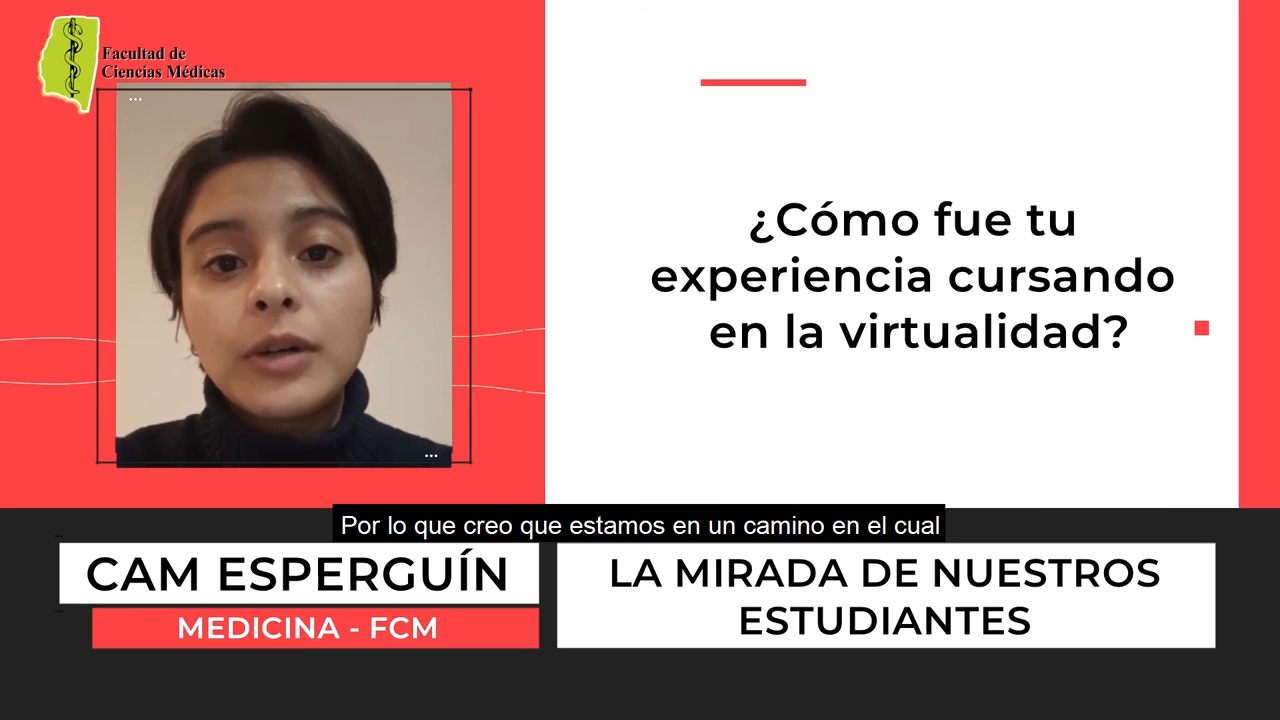 Facultad de
Ciencias Médicas
¿Cómo fue tu
experiencia cursando
en la virtualidad?
Por lo que creo que estamos en un camino en el cual
CAM ESPERGUÍN
MEDICINA - FCM
LA MIRADA DE NUESTROS
ESTUDIANTES